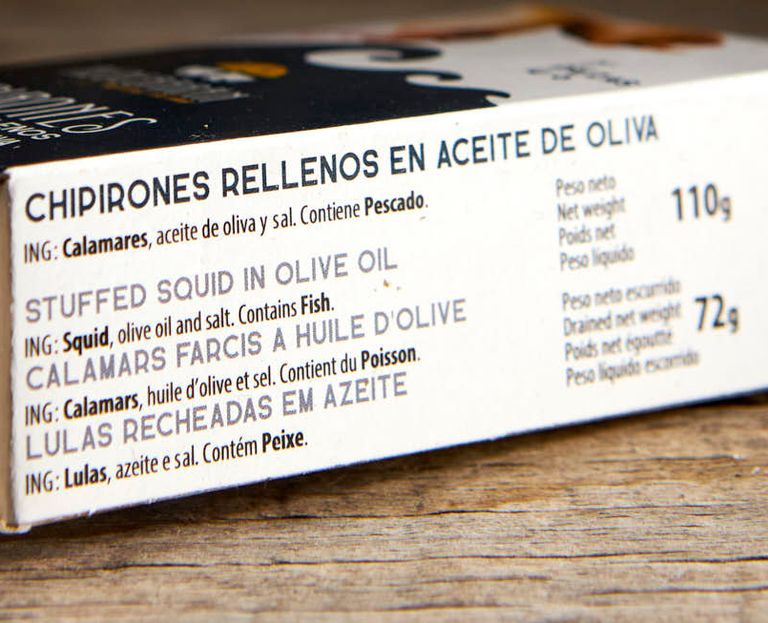 CHIPIRONES RELLENOS EN ACEITE DE OLIVA
ING: Calamares, aceite de oliva y sal. Contiene Pescado.
STUFFED SQUID IN OLIVE OIL
ING: Squid, olive oil and salt. Contains Fish.
CALAMARS FARCIS A HUILE D'OLIVE
ING: Calamars, huile d'olive et sel. Contient du Poisson.
LULAS RECHEADAS EM AZEITE
ING: Lulas, azeite e sal. Contém Peixe.
Peso neto
Net weight
Poids net
Peso líquido
110g
Peso neto escurrido
Drained net weight
Poids net égoutté
Peso líquido escorrido
72g